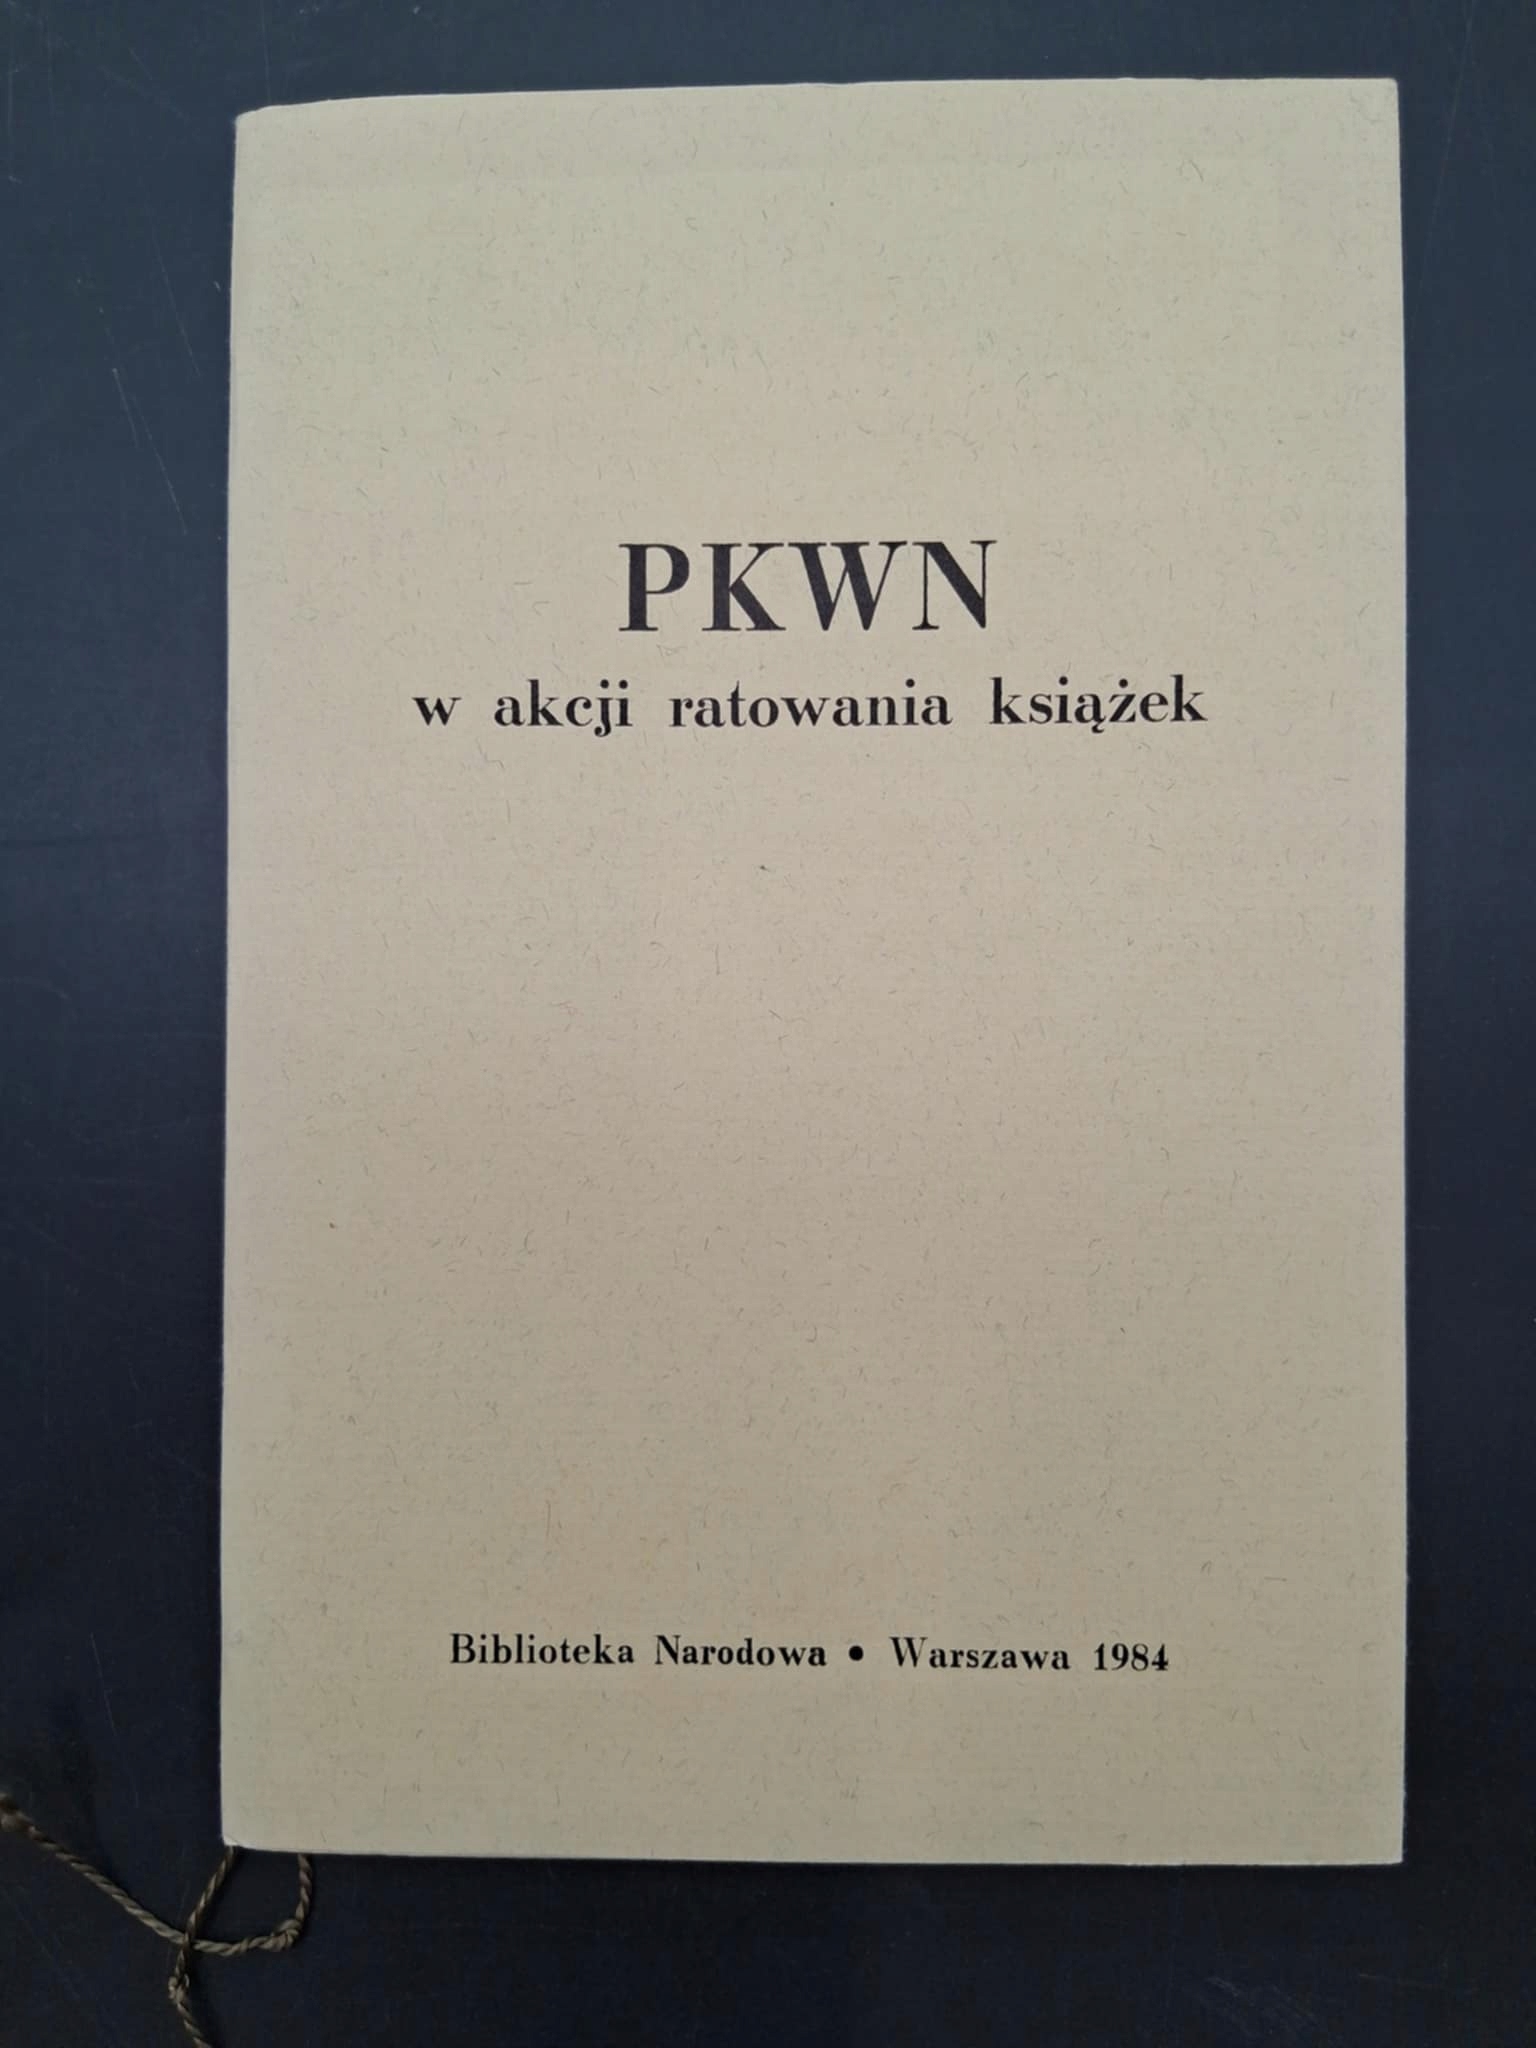 PKWN
w akcji ratowania książek
Biblioteka Narodowa • Warszawa 1984